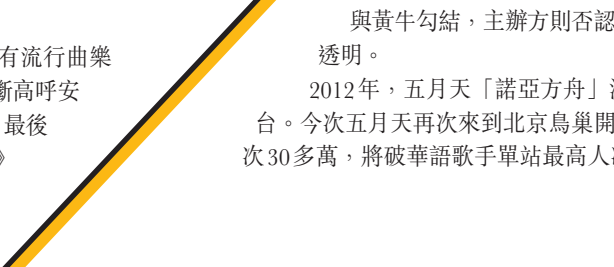 有流行曲樂
斷高呼安
最後
》
與黃牛勾結，主辦方則否認
透明。
2012年，五月天「諾亞方舟」
台。今次五月天再次來到北京鳥巢開
次30多萬，將破華語歌手單站最高人